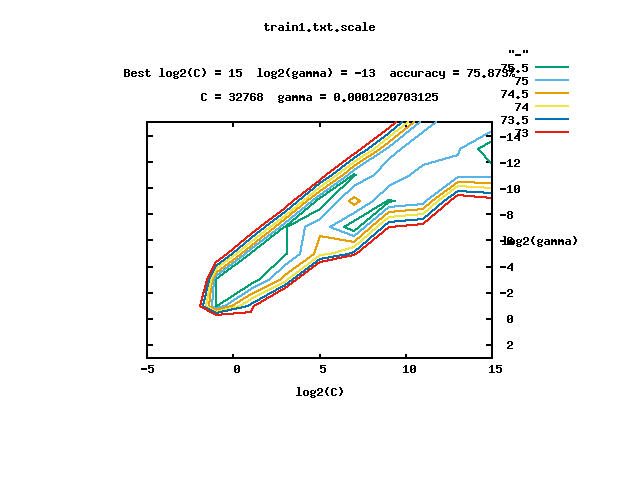 train1.txt.scale
"-"
Best log2(C) = 15 log2(gamma) = -13 accuracy = 75.873%
75.5
75
C = 32768 gamma = 0.0001220703125
74.5
74
73.5
73
-14
-12
-10
-8
-6
log2(gamma)
-4
-2
0
2
-5 0 5 10 15
log2(C)